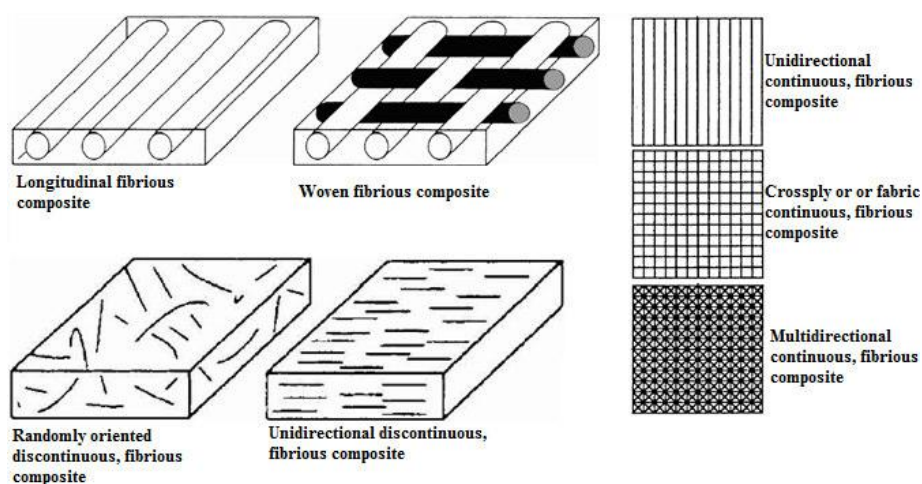 Longitudinal fibrious
composite
Woven fibrious composite
Unidirectional
continuous, fibrious
composite
Crossply or or fabric
continuous, fibrious
composite
Multidirectional
continuous, fibrious
composite
Randomly oriented
discontinuous, fibrious
composite
Unidirectional discontinuous,
fibrious composite